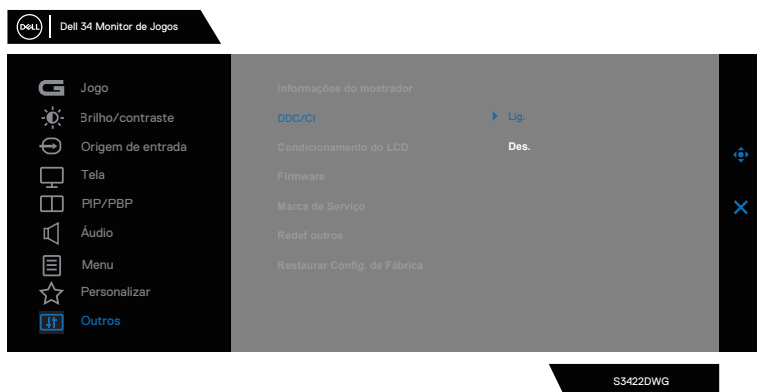 DELL
Dell 34 Monitor de Jogos
Jogo
Brilho/contraste
Origem de entrada
Tela
PIP/PBP
Áudio
Menu
Personalizar
Outros
Informações do mostrador
DDC/CI
Lig.
Condicionamento do LCD
Des.
Firmware
Marca de Serviço
Redef outros
Restaurar Config. de Fábrica
S3422DWG